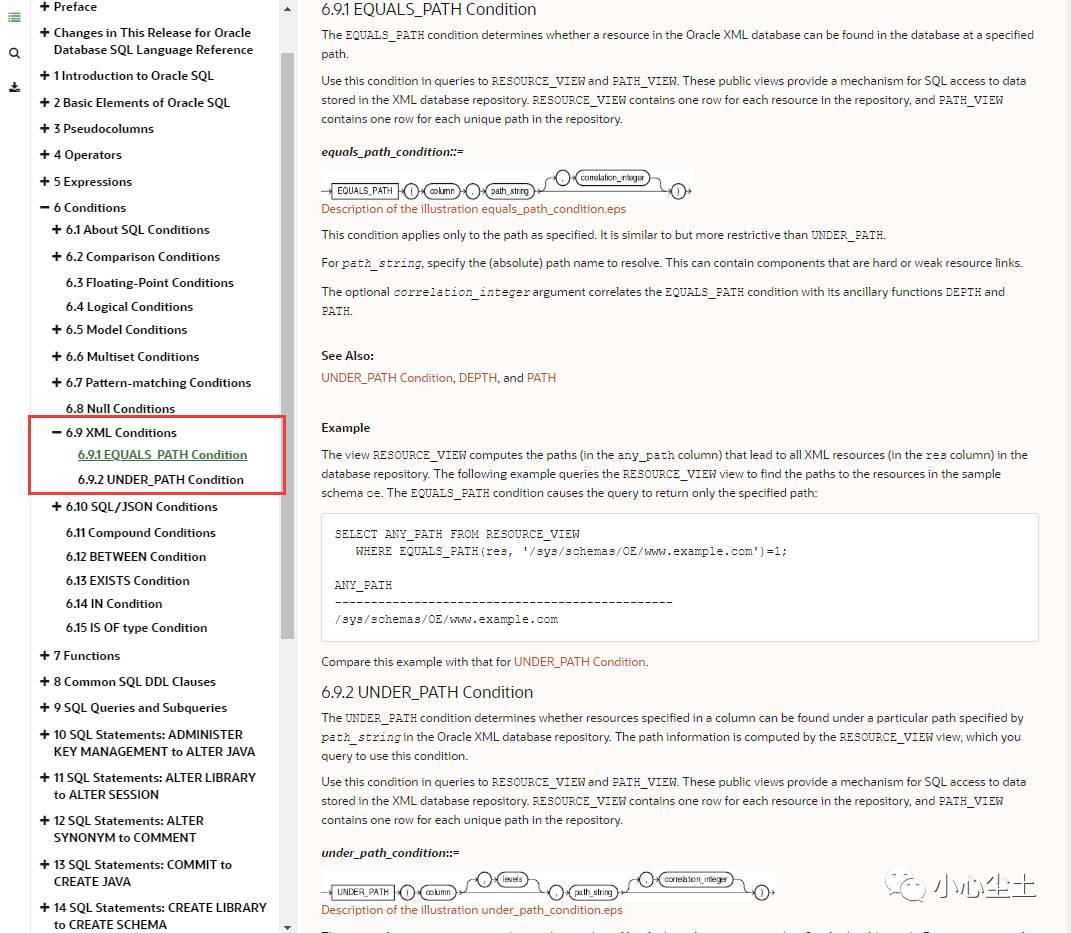 Preface
Changes in This Release for Oracle
Database SQL Language Reference
1 Introduction to Oracle SQL
2 Basic Elements of Oracle SQL
3 Pseudocolumns
4 Operators
5 Expressions
6 Conditions
6.1 About SQL Conditions
6.2 Comparison Conditions
6.3 Floating-Point Conditions
6.4 Logical Conditions
6.5 Model Conditions
6.6 Multiset Conditions
6.7 Pattern-matching Conditions
6.8 Null Conditions
6.9 XML Conditions
6.9.1 EQUALS_PATH Condition
6.9.2 UNDER_PATH Condition
6.10 SQL/JSON Conditions
6.11 Compound Conditions
6.12 BETWEEN Condition
6.13 EXISTS Condition
6.14 IN Condition
6.15 IS OF type Condition
7 Functions
8 Common SQL DDL Clauses
9 SQL Queries and Subqueries
10 SQL Statements: ADMINISTER
KEY MANAGEMENT to ALTER JAVA
11 SQL Statements: ALTER LIBRARY
to ALTER SESSION
12 SQL Statements: ALTER
SYNONYM to COMMENT
13 SQL Statements: COMMIT to
CREATE JAVA
14 SQL Statements: CREATE LIBRARY
to CREATE SCHEMA
6.9.1 EQUALS_PATH Condition
The EQUALS_PATH condition determines whether a resource in the Oracle XML database can be found in the database at a specified
path.
Use this condition in queries to RESOURCE_VIEW and PATH_VIEW. These public views provide a mechanism for SQL access to data
stored in the XML database repository. RESOURCE_VIEW contains one row for each resource in the repository, and PATH_VIEW
contains one row for each unique path in the repository.
equals_path_condition::=
EQUALS_PATH ( column , path_string , correlation_integer )
Description of the illustration equals_path_condition.eps
This condition applies only to the path as specified. It is similar to but more restrictive than UNDER_PATH.
For path_string, specify the (absolute) path name to resolve. This can contain components that are hard or weak resource links.
The optional correlation_integer argument correlates the EQUALS_PATH condition with its ancillary functions DEPTH and
PATH.
See Also:
UNDER_PATH Condition, DEPTH, and PATH
Example
The view RESOURCE_VIEW computes the paths (in the any_path column) that lead to all XML resources (in the res column) in the
database repository. The following example queries the RESOURCE_VIEW view to find the paths to the resources in the sample
schema oe. The EQUALS_PATH condition causes the query to return only the specified path:
SELECT ANY_PATH FROM RESOURCE_VIEW
WHERE EQUALS_PATH(res, '/sys/schemas/OE/www.example.com')=1;
ANY_PATH
-----------------------------------------------
/sys/schemas/OE/www.example.com
Compare this example with that for UNDER_PATH Condition.
6.9.2 UNDER_PATH Condition
The UNDER_PATH condition determines whether resources specified in a column can be found under a particular path specified by
path_string in the Oracle XML database repository. The path information is computed by the RESOURCE_VIEW view, which you
query to use this condition.
Use this condition in queries to RESOURCE_VIEW and PATH_VIEW. These public views provide a mechanism for SQL access to data
stored in the XML database repository. RESOURCE_VIEW contains one row for each resource in the repository, and PATH_VIEW
contains one row for each unique path in the repository.
under_path_condition::=
UNDER_PATH ( column , levels , path_string , correlation_integer )
Description of the illustration under_path_condition.eps
小心尘土